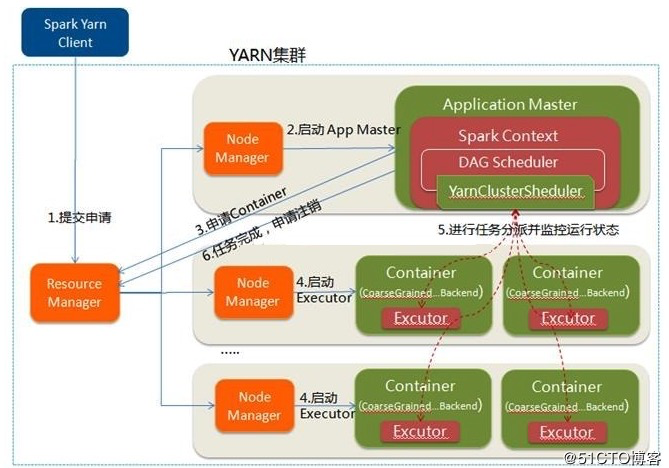 Spark Yarn
Client
YARN集群
Application Master
Spark Context
DAG Scheduler
YarnClusterSheduler
Node
Manager
2.启动 App Master
1.提交申请
3.申请Container
6.任务完成，申请注销
5.进行任务分派并监控运行状态
Resource
Manager
Node
Manager
4.启动
Executor
Container
(CoarseGrained...Backend)
Excutor
Container
(CoarseGrained...Backend)
Excutor
.....
Node
Manager
4.启动
Executor
Container
(CoarseGrained...Backend)
Excutor
Container
(CoarseGrained...Backend)
Excutor
@51CTO博客